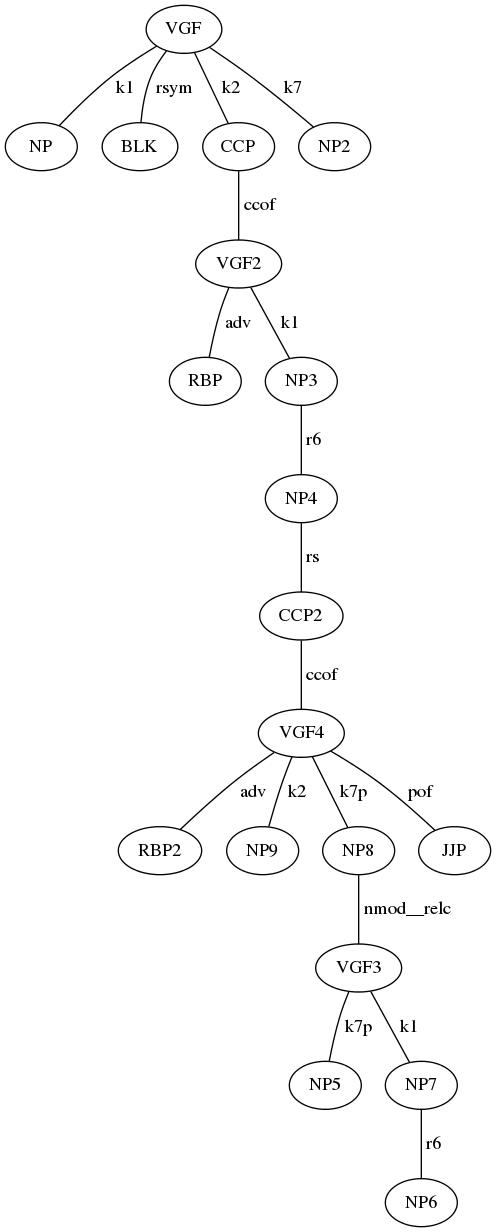 VGF
k1 rsym k2 k7
NP BLK CCP NP2
ccof
VGF2
adv k1
RBP NP3
r6
NP4
rs
CCP2
ccof
VGF4
adv k2 k7p pof
RBP2 NP9 NP8 JJP
nmod__relc
VGF3
k7p k1
NP5 NP7
r6
NP6